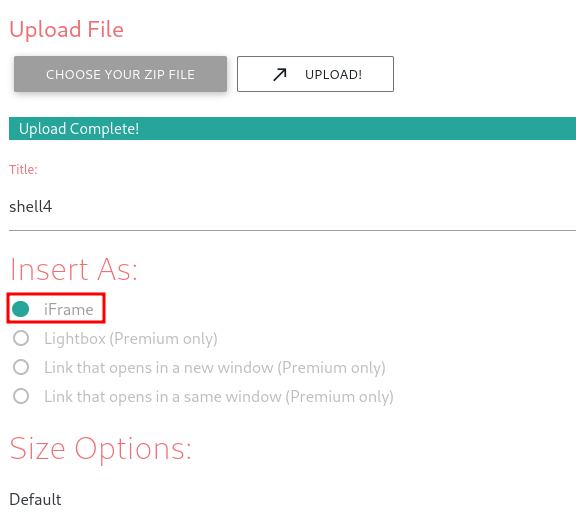 Upload File
CHOOSE YOUR ZIP FILE UPLOAD!
Upload Complete!
Title:
shell4
Insert As:
iFrame
Lightbox (Premium only)
Link that opens in a new window (Premium only)
Link that opens in a same window (Premium only)
Size Options:
Default